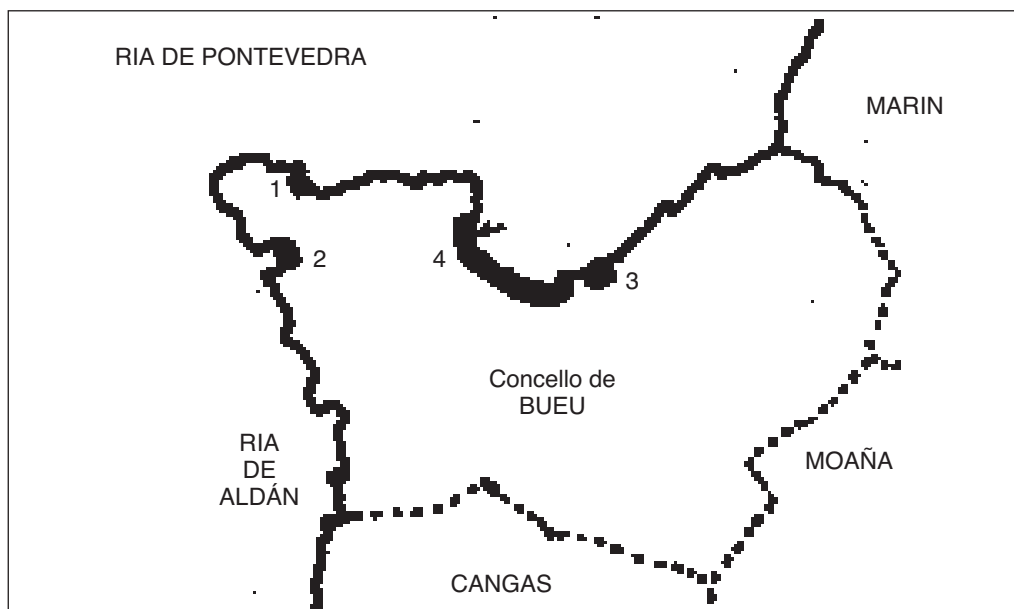 RIA DE PONTEVEDRA
MARIN
1
2
4
3
Concello de
BUEU
RIA
DE
ALDÁN
MOAÑA
CANGAS